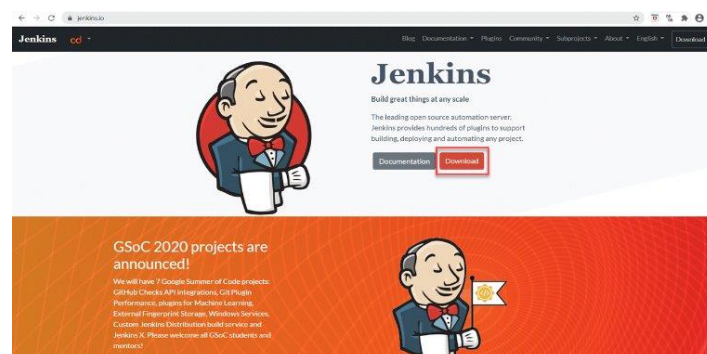 jenkins.io
Jenkins cd
Blog Documentation Plugins Community Subprojects About English Download
Jenkins
Build great things at any scale
The leading open source automation server,
Jenkins provides hundreds of plugins to support
building, deploying and automating any project.
Documentation Download
GSoC 2020 projects are
announced!
We will have 7 Google Summer of Code projects:
GitHub Checks API integrations, Git Plugin
Performance, plugins for Machine Learning,
External Fingerprint Storage, Windows Services,
Custom Jenkins Distribution build service and
Jenkins X. Please welcome all GSoC students and
mentors!